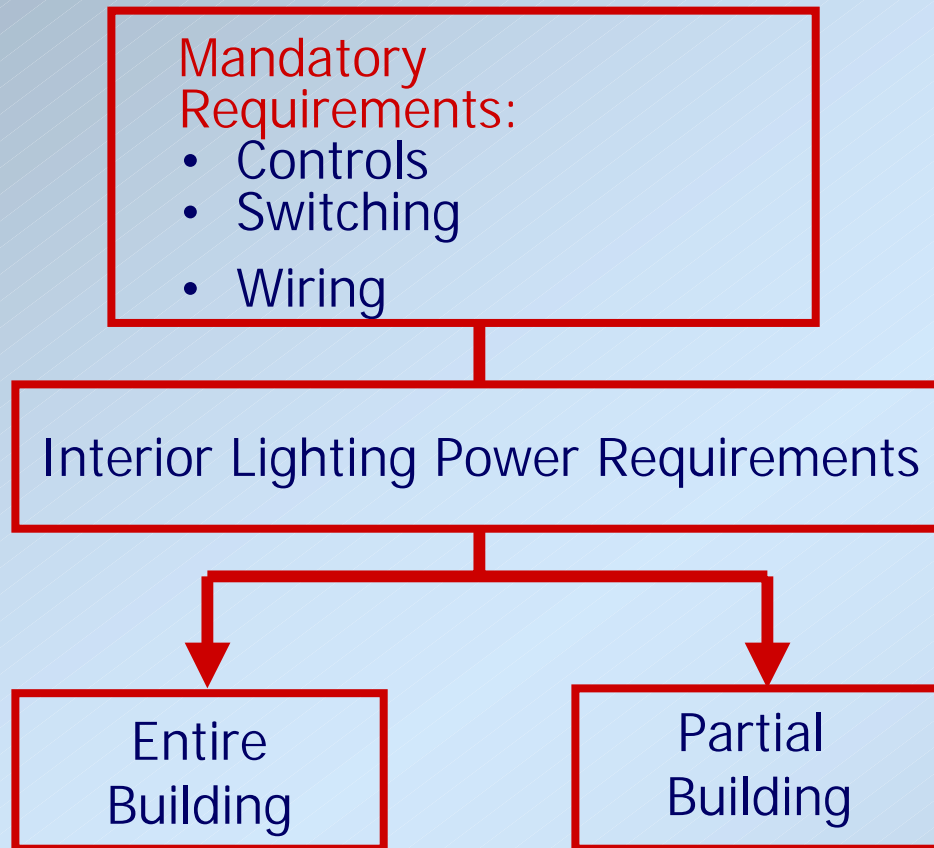 Mandatory
Requirements:
• Controls
• Switching
• Wiring
Interior Lighting Power Requirements
Entire
Building
Partial
Building